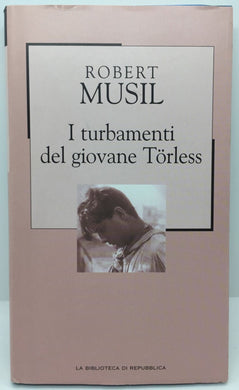 ROBERT
MUSIL
I turbamenti
del giovane Törless
LA BIBLIOTECA DI REPUBBLICA